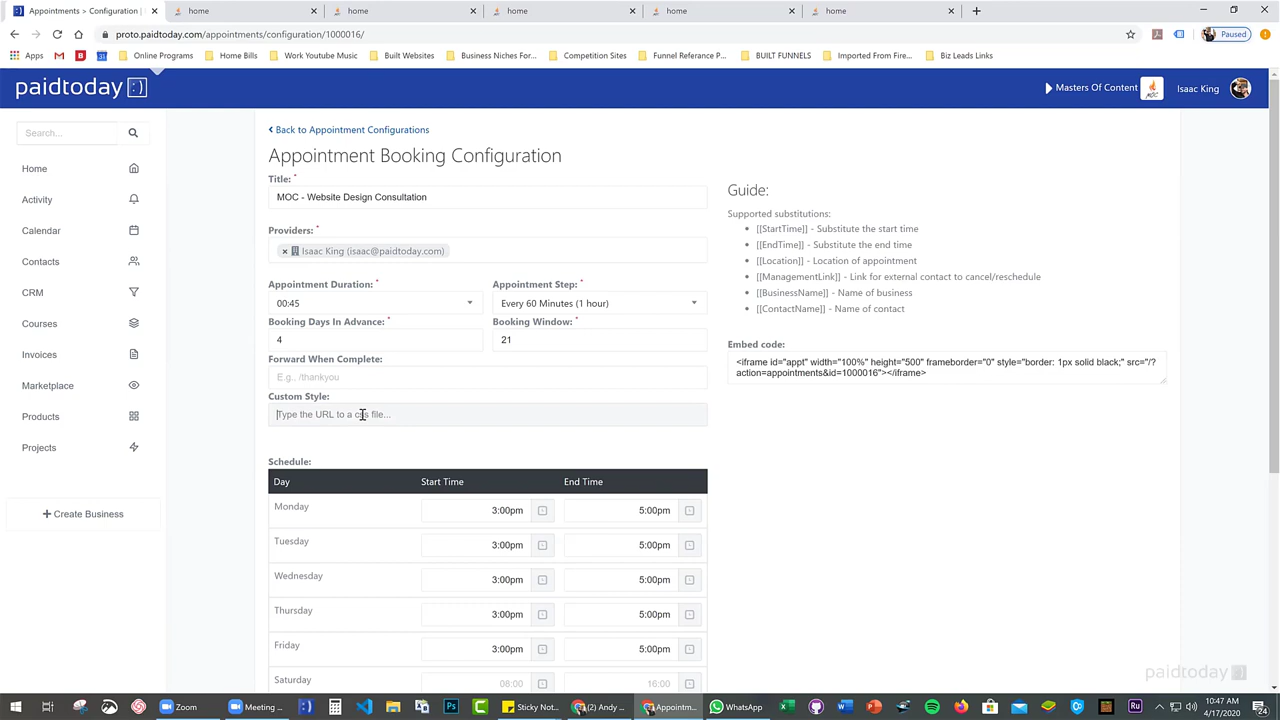 Appointments > Configuration |
home
home
home
home
home
proto.paidtoday.com/appointments/configuration/1000016/
Paused
Apps
Online Programs
Home Bills
Work Youtube Music
Built Websites
Business Niches For...
Competition Sites
Funnel Referance P...
BUILT FUNNELS
Imported From Fire...
Biz Leads Links
paidtoday :)
Masters Of Content
MOC
Isaac King
Search...
Home
Activity
Calendar
Contacts
CRM
Courses
Invoices
Marketplace
Products
Projects
+ Create Business
Back to Appointment Configurations
Appointment Booking Configuration
Title: *
MOC - Website Design Consultation
Providers: *
× Isaac King (isaac@paidtoday.com)
Appointment Duration: *
Appointment Step: *
00:45
Every 60 Minutes (1 hour)
Booking Days In Advance: *
Booking Window: *
4
21
Forward When Complete:
E.g., /thankyou
Custom Style:
Type the URL to a css file...
Schedule:
Day Start Time End Time
Monday 3:00pm 5:00pm
Tuesday 3:00pm 5:00pm
Wednesday 3:00pm 5:00pm
Thursday 3:00pm 5:00pm
Friday 3:00pm 5:00pm
Saturday 08:00 16:00
Guide:
Supported substitutions:
[[StartTime]] - Substitute the start time
[[EndTime]] - Substitute the end time
[[Location]] - Location of appointment
[[ManagementLink]] - Link for external contact to cancel/reschedule
[[BusinessName]] - Name of business
[[ContactName]] - Name of contact
Embed code:
<iframe id="appt" width="100%" height="500" frameborder="0" style="border: 1px solid black;" src="/?
action=appointments&id=1000016"></iframe>
paidtoday :)
Zoom
Meeting ...
Sticky Not...
(2) Andy ...
Appointm...
WhatsApp
10:47 AM
4/17/2020
24